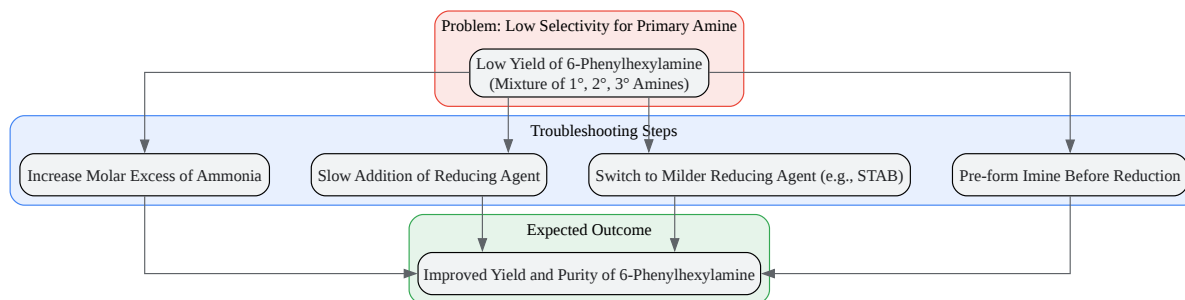 Problem: Low Selectivity for Primary Amine
Low Yield of 6-Phenylhexylamine
(Mixture of 1°, 2°, 3° Amines)
Troubleshooting Steps
Increase Molar Excess of Ammonia
Slow Addition of Reducing Agent
Switch to Milder Reducing Agent (e.g., STAB)
Pre-form Imine Before Reduction
Expected Outcome
Improved Yield and Purity of 6-Phenylhexylamine